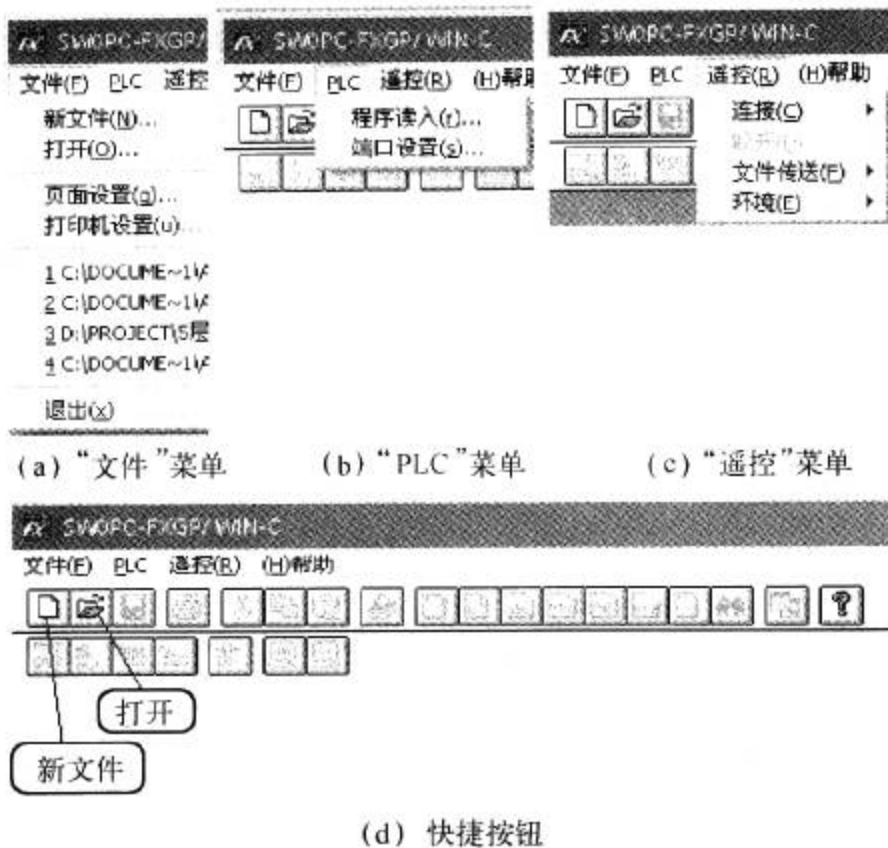 SW0PC-FXGP/
文件(F) PLC 遥控
新文件(N)...
打开(O)...
页面设置(g)...
打印机设置(u)...
1 C:\DOCUME~1\A
2 C:\DOCUME~1\A
3 D:\PROJECT\5层
4 C:\DOCUME~1\A
退出(x)
(a) “文件”菜单
SW0PC-FXGP/WIN-C
文件(F) PLC 遥控(R) (H)帮助
程序读入(r)...
端口设置(s)...
(b) “PLC”菜单
SW0PC-FXGP/WIN-C
文件(F) PLC 遥控(R) (H)帮助
连接(C)
文件传送(F)
环境(E)
(c) “遥控”菜单
SW0PC-FXGP/WIN-C
文件(F) PLC 遥控(R) (H)帮助
打开
新文件
(d) 快捷按钮